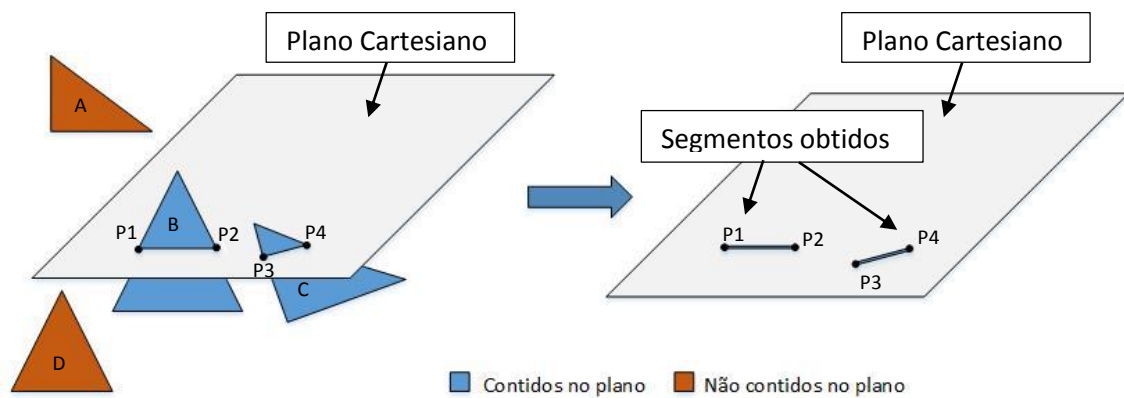 Plano Cartesiano
A
B
P1
P2
P4
P3
C
D
Plano Cartesiano
Segmentos obtidos
P1
P2
P4
P3
Contidos no plano
Não contidos no plano